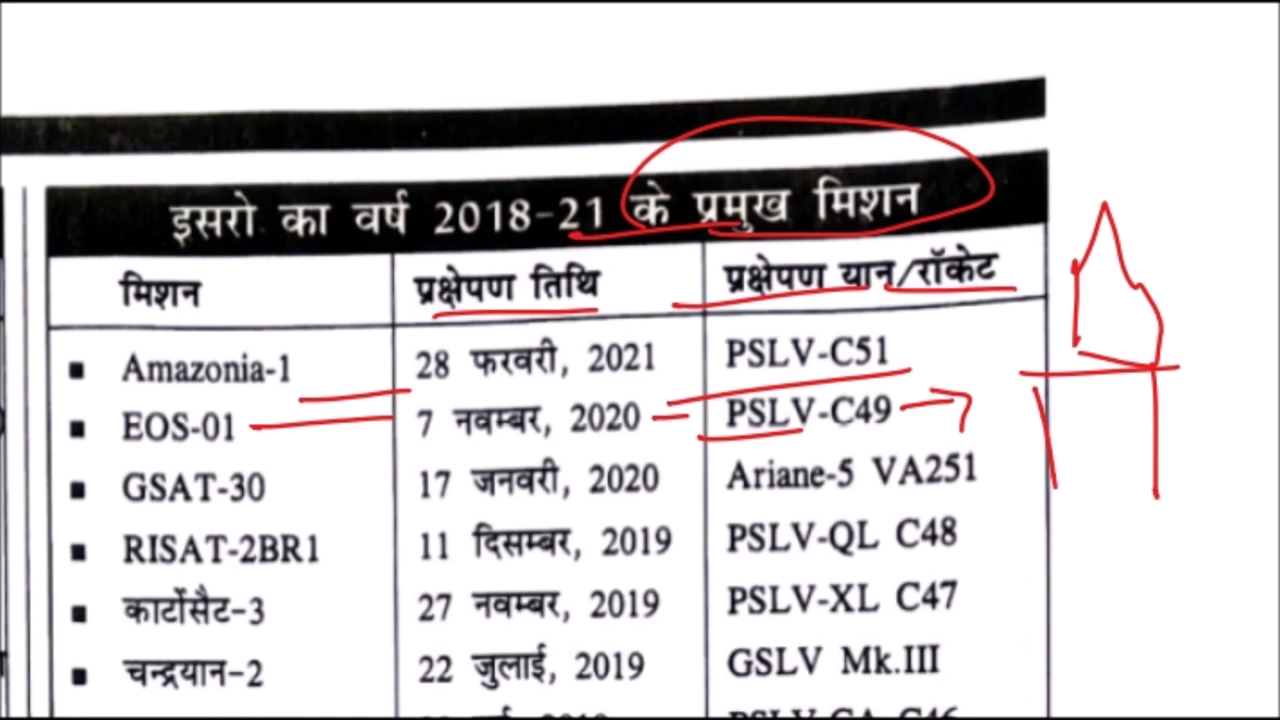 इसरो का वर्ष 2018-21 के प्रमुख मिशन
मिशन प्रक्षेपण तिथि प्रक्षेपण यान/रॉकेट
▪ Amazonia-1 28 फरवरी, 2021 PSLV-C51
▪ EOS-01 7 नवम्बर, 2020 PSLV-C49
▪ GSAT-30 17 जनवरी, 2020 Ariane-5 VA251
▪ RISAT-2BR1 11 दिसम्बर, 2019 PSLV-QL C48
▪ कार्टोसैट-3 27 नवम्बर, 2019 PSLV-XL C47
▪ चन्द्रयान-2 22 जुलाई, 2019 GSLV Mk.III